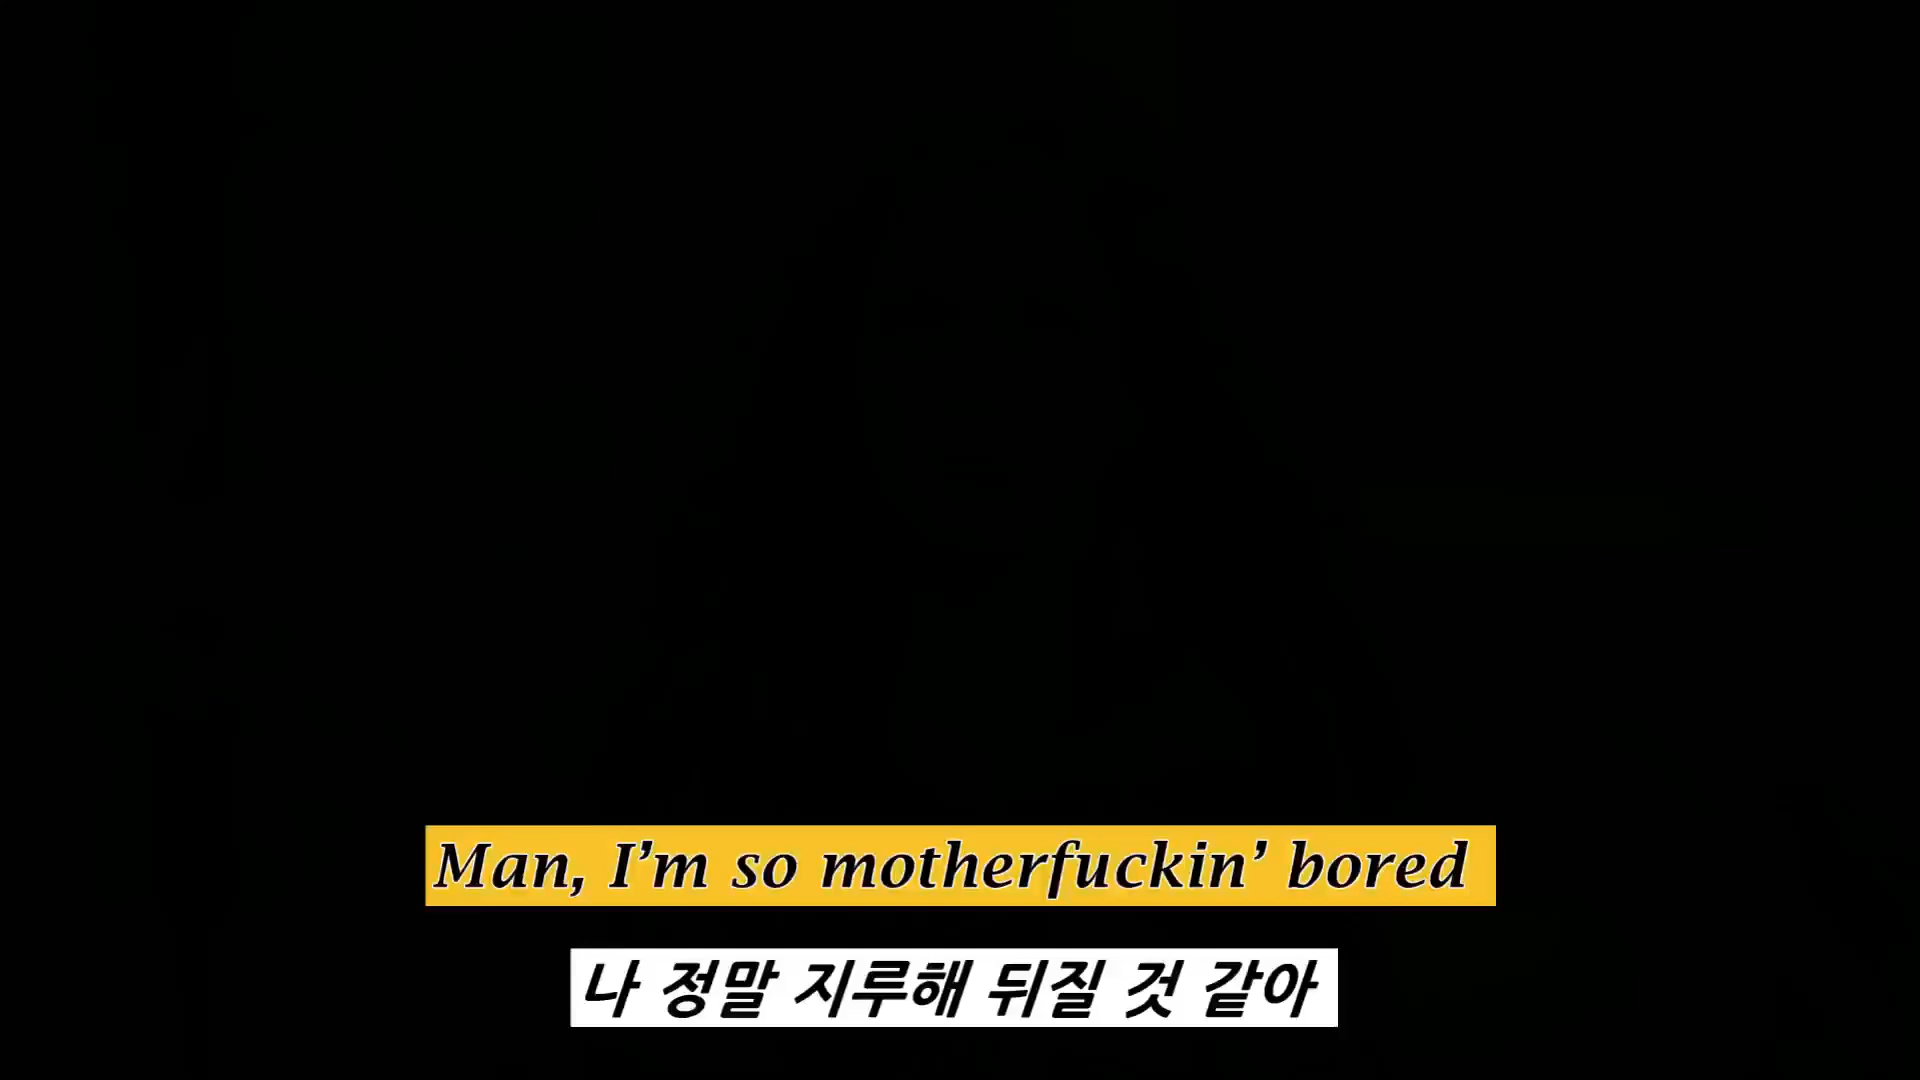 Man, I’m so motherfuckin’ bored
나 정말 지루해 뒤질 것 같아